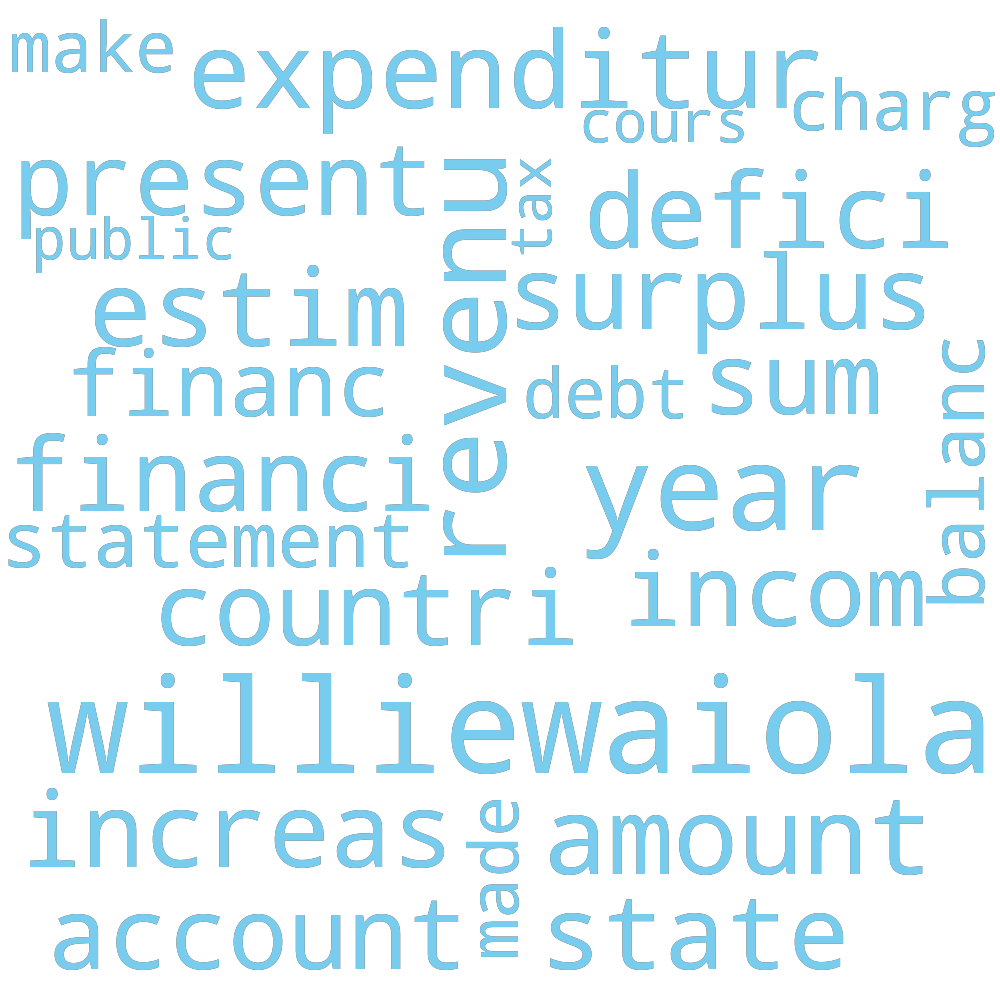 make
expenditur
charg
cours
present
revenu
tax
defici
public
surplus
estim
financ
debt
sum
balanc
financi
year
statement
incom
countri
williewaiola
increas
made
amount
account
state